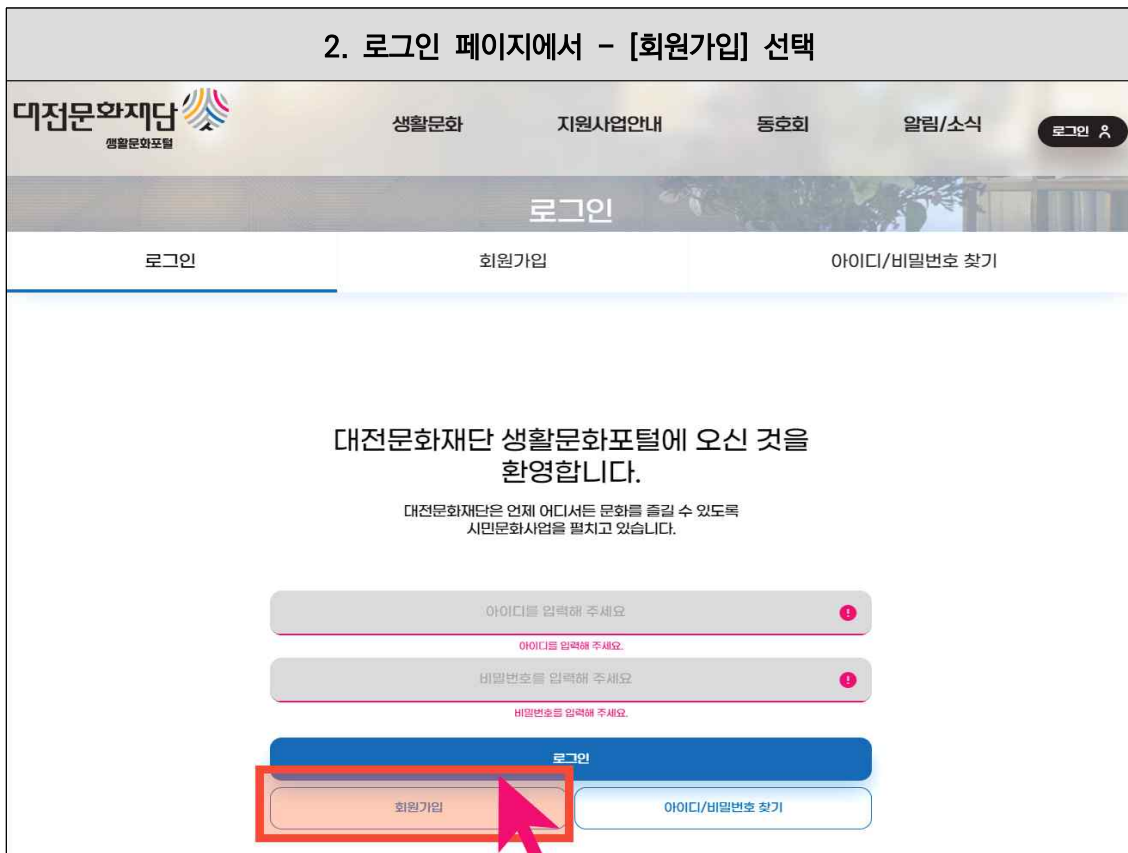 2. 로그인 페이지에서 - [회원가입] 선택
대전문화재단
생활문화포털
생활문화
지원사업안내
동호회
알림/소식
로그인
로그인
로그인
회원가입
아이디/비밀번호 찾기
대전문화재단 생활문화포털에 오신 것을
환영합니다.
대전문화재단은 언제 어디서든 문화를 즐길 수 있도록
시민문화사업을 펼치고 있습니다.
아이디를 입력해 주세요
아이디를 입력해 주세요.
비밀번호를 입력해 주세요
비밀번호를 입력해 주세요.
로그인
회원가입
아이디/비밀번호 찾기